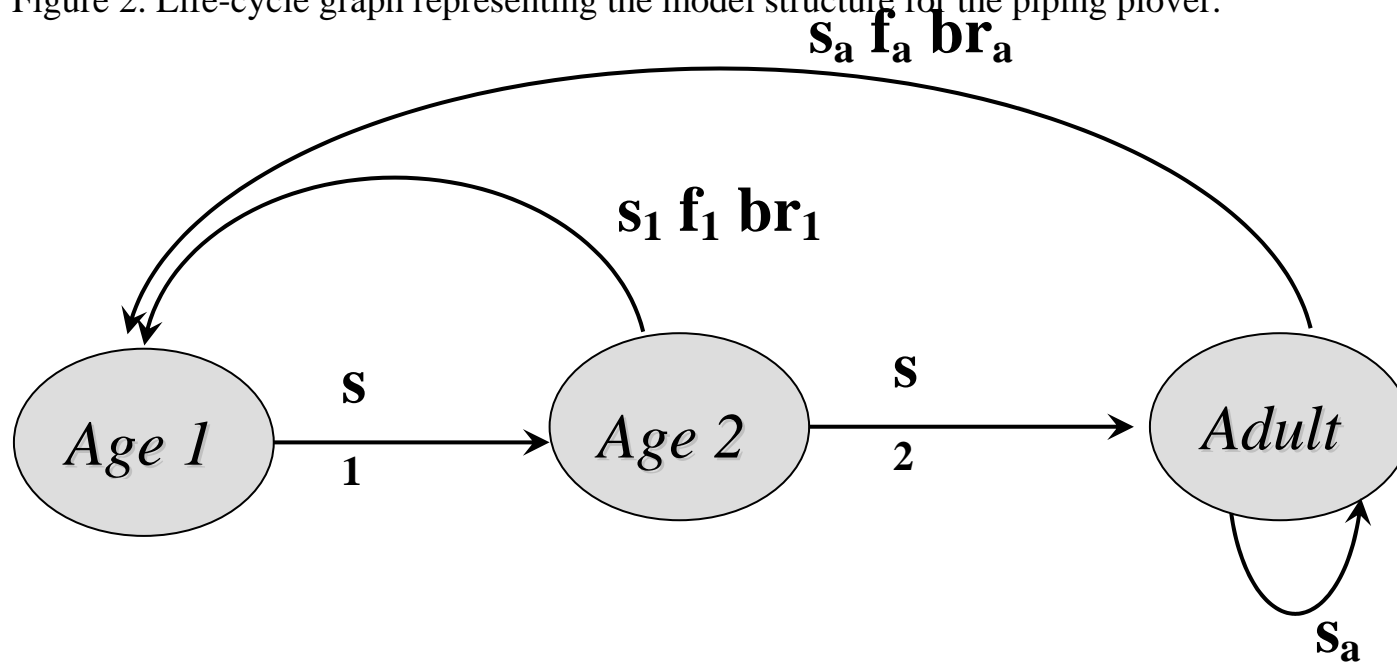 Figure 2. Life-cycle graph representing the model structure for the piping plover.
sₐ fₐ brₐ
s₁ f₁ br₁
s
s
Age 1
Age 2
Adult
1
2
sₐ